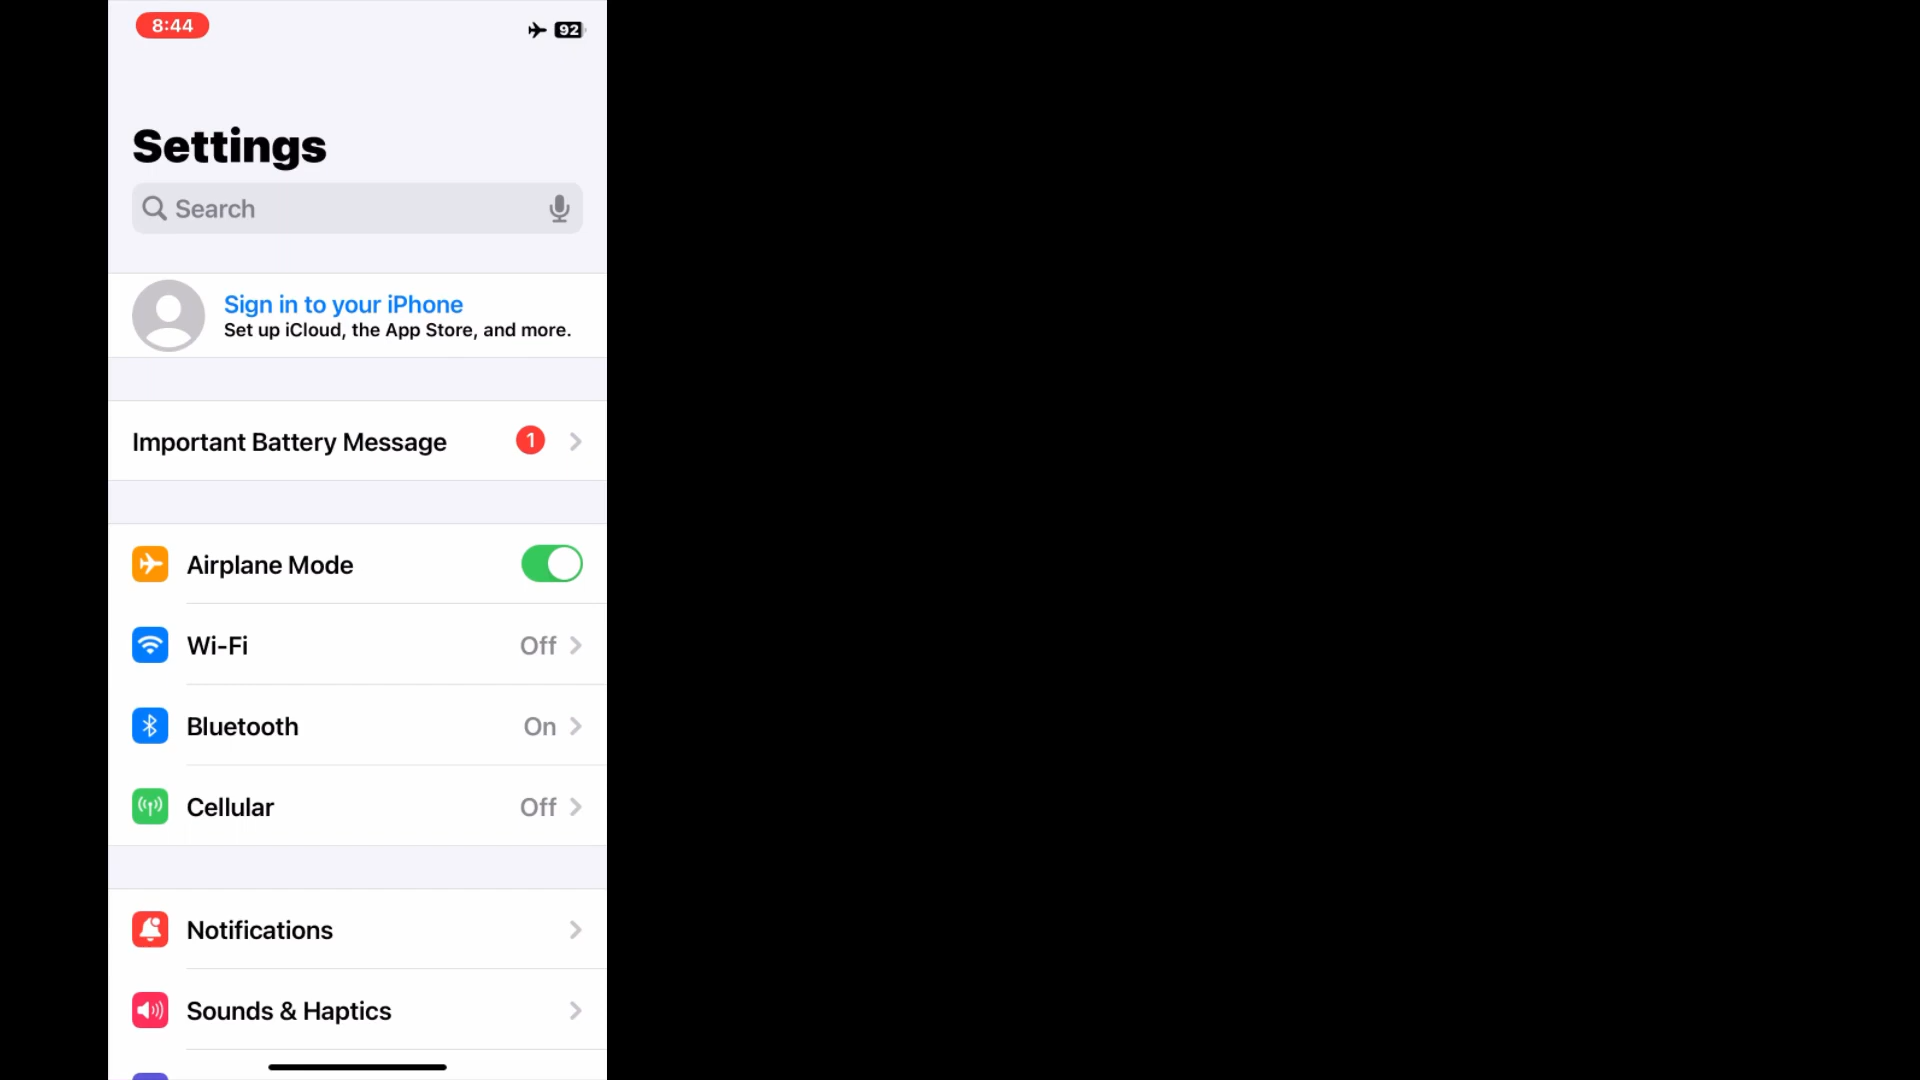 8:44
92
Settings
Search
Sign in to your iPhone
Set up iCloud, the App Store, and more.
Important Battery Message 1
Airplane Mode
Wi-Fi Off
Bluetooth On
Cellular Off
Notifications
Sounds & Haptics